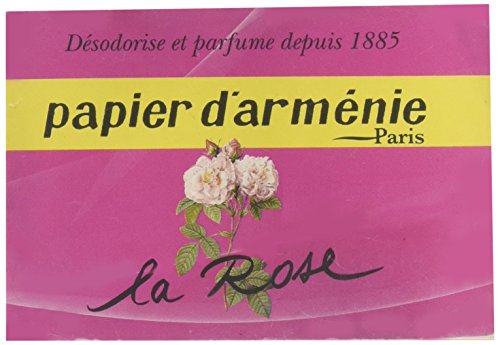 Désodorise et parfume depuis 1885
papier d'arménie
Paris
la Rose